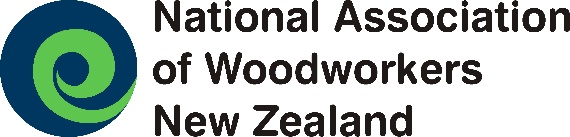 National Association
of Woodworkers
New Zealand